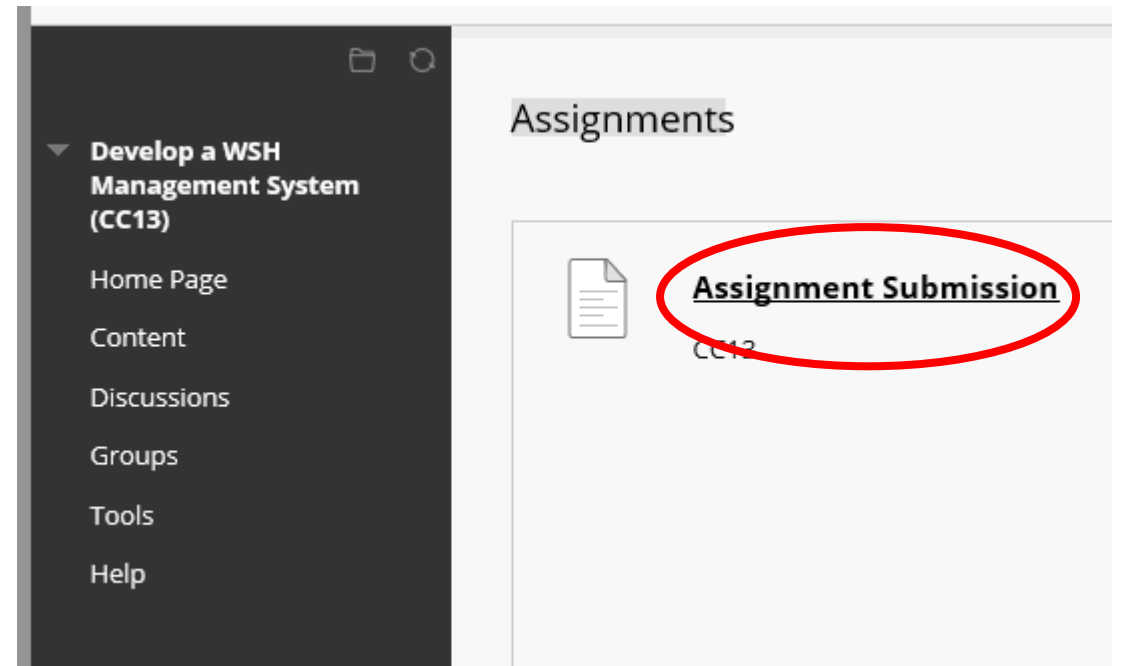 Develop a WSH
Management System
(CC13)
Home Page
Content
Discussions
Groups
Tools
Help
Assignments
Assignment Submission
CC13